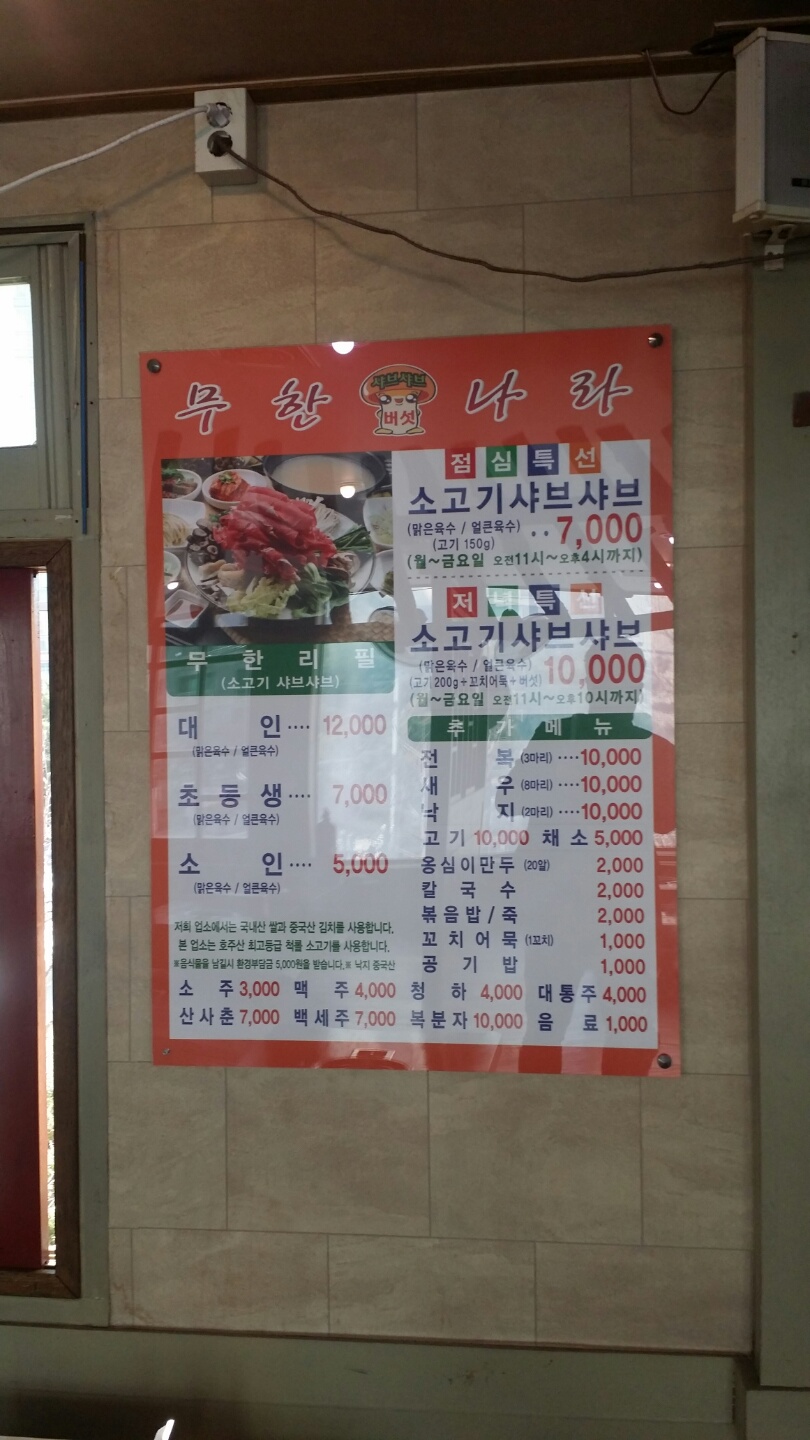 무한 샤브샤브 버섯 나라
무한리필
(소고기 샤브샤브)
대인···· 12,000
(맑은육수 / 얼큰육수)
초등생···· 7,000
(맑은육수 / 얼큰육수)
소인···· 5,000
(맑은육수 / 얼큰육수)
저희 업소에서는 국내산 쌀과 중국산 김치를 사용합니다.
본 업소는 호주산 최고등급 척롤 소고기를 사용합니다.
※음식물을 남길시 환경부담금 5,000원을 받습니다.※ 낙지 중국산
점심특선
소고기샤브샤브
(맑은육수 / 얼큰육수) ··7,000
(고기 150g)
(월~금요일 오전11시~오후4시까지)
저녁특선
소고기샤브샤브
(맑은육수 / 얼큰육수) 10,000
(고기 200g+꼬치어묵+버섯)
(월~금요일 오전11시~오후10시까지)
추가메뉴
전복 (3마리) ····10,000
새우 (8마리) ····10,000
낙지 (2마리) ····10,000
고기 10,000 채소 5,000
옹심이만두 (20알) 2,000
칼국수 2,000
볶음밥/죽 2,000
꼬치어묵 (1꼬치) 1,000
공기밥 1,000
소주 3,000 맥주 4,000 청하 4,000 대통주 4,000
산사춘 7,000 백세주 7,000 복분자 10,000 음료 1,000